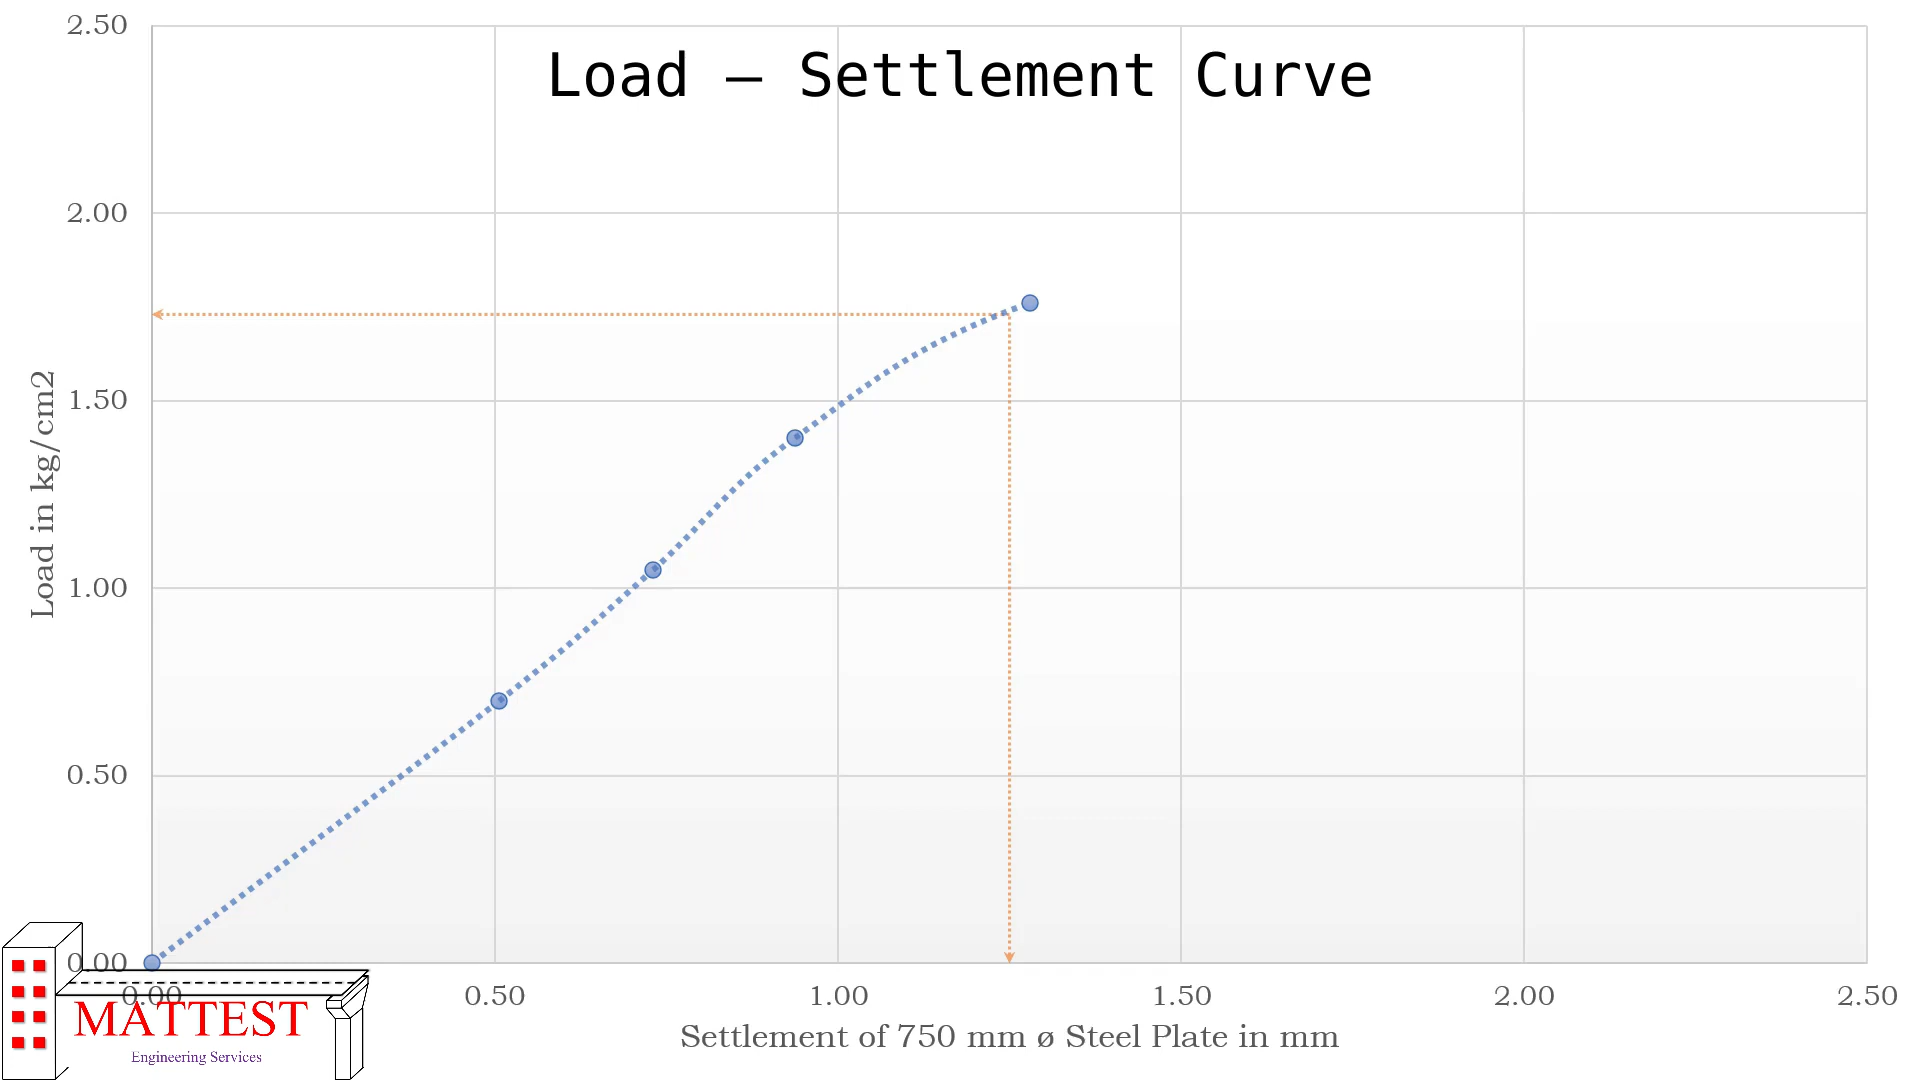 Load – Settlement Curve
2.50
2.00
1.50
1.00
0.50
0.00
Load in kg/cm2
0.00 0.50 1.00 1.50 2.00 2.50
Settlement of 750 mm ø Steel Plate in mm
MATTEST
Engineering Services